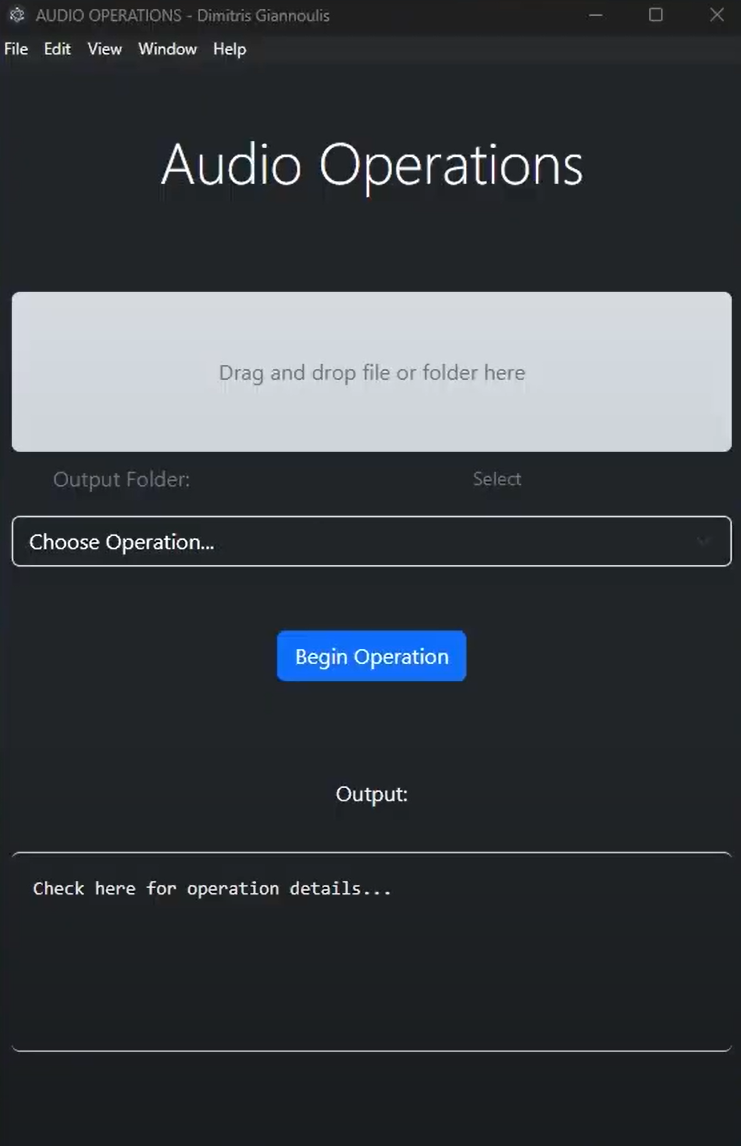 AUDIO OPERATIONS - Dimitris Giannoulis
File Edit View Window Help
Audio Operations
Drag and drop file or folder here
Output Folder: Select
Choose Operation...
Begin Operation
Output:
Check here for operation details...